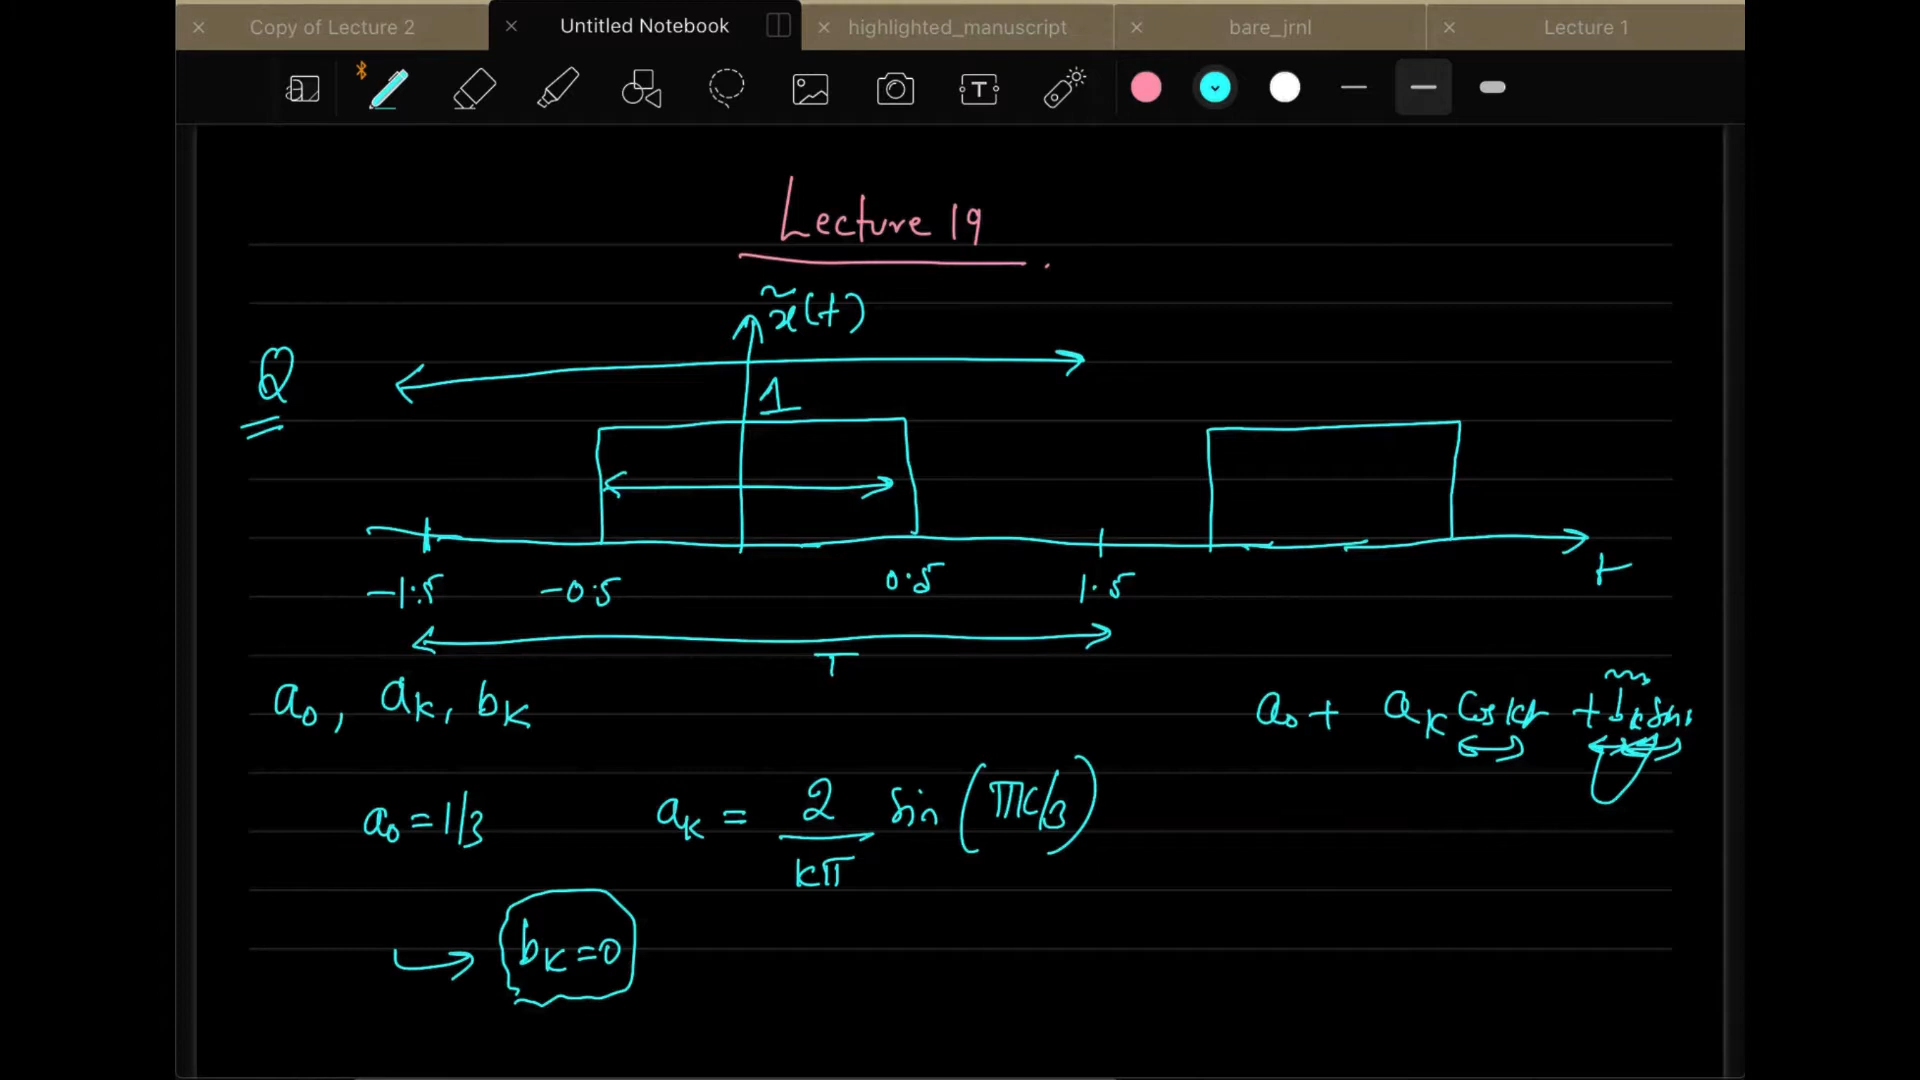 Copy of Lecture 2 Untitled Notebook highlighted_manuscript bare_jrnl Lecture 1
Lecture 19
x̃(t)
Q
1
-1.5 -0.5 0.5 1.5 t
T
a₀, aₖ, bₖ
a₀ + aₖ Cos kt + bₖ sin
a₀ = 1/3 aₖ = 2/kπ sin (πk/3)
bₖ = 0